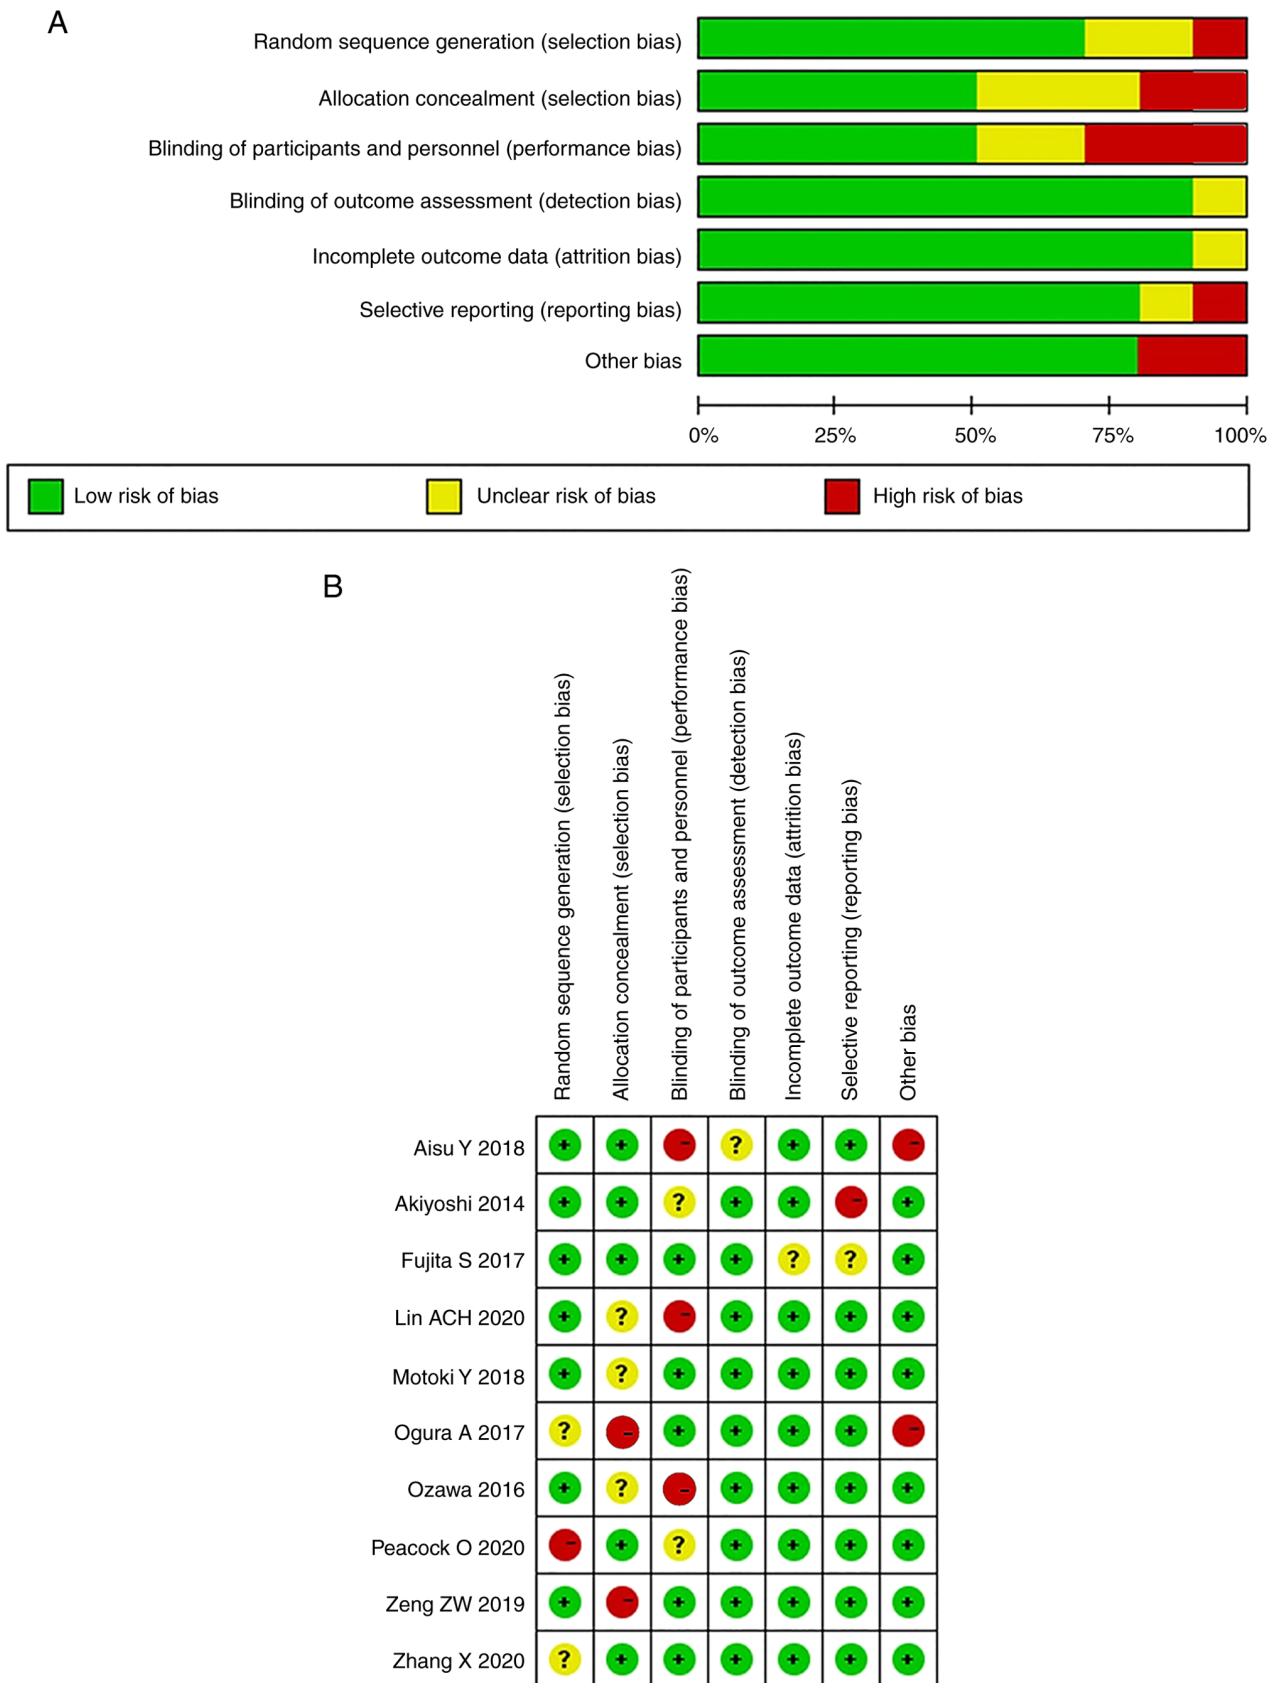 A
Random sequence generation (selection bias)
Allocation concealment (selection bias)
Blinding of participants and personnel (performance bias)
Blinding of outcome assessment (detection bias)
Incomplete outcome data (attrition bias)
Selective reporting (reporting bias)
Other bias
0% 25% 50% 75% 100%
Low risk of bias Unclear risk of bias High risk of bias
B
Random sequence generation (selection bias)
Allocation concealment (selection bias)
Blinding of participants and personnel (performance bias)
Blinding of outcome assessment (detection bias)
Incomplete outcome data (attrition bias)
Selective reporting (reporting bias)
Other bias
Aisu Y 2018 + + - ? + + -
Akiyoshi 2014 + + ? + + - +
Fujita S 2017 + + + + ? ? +
Lin ACH 2020 + ? - + + + +
Motoki Y 2018 + ? + + + + +
Ogura A 2017 ? - + + + + -
Ozawa 2016 + ? - + + + +
Peacock O 2020 - + ? + + + +
Zeng ZW 2019 + - + + + + +
Zhang X 2020 ? + + + + + +